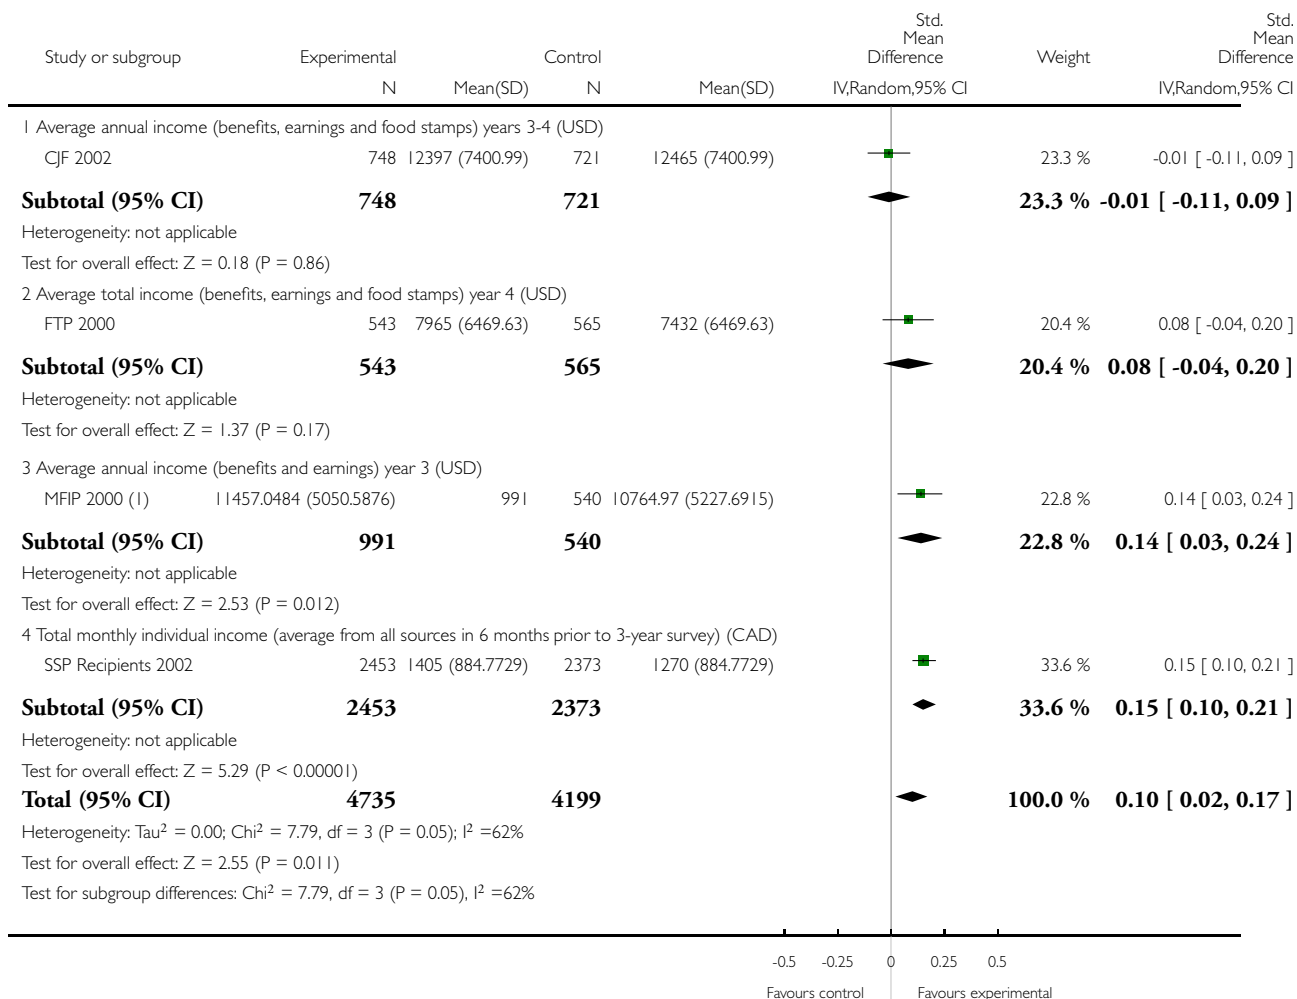 Std. Mean Difference Std. Mean Difference
Study or subgroup Experimental Control Weight
N Mean(SD) N Mean(SD) IV,Random,95% CI IV,Random,95% CI
1 Average annual income (benefits, earnings and food stamps) years 3-4 (USD)
CJF 2002 748 12397 (7400.99) 721 12465 (7400.99) 23.3 % -0.01 [ -0.11, 0.09 ]
Subtotal (95% CI) 748 721 23.3 % -0.01 [ -0.11, 0.09 ]
Heterogeneity: not applicable
Test for overall effect: Z = 0.18 (P = 0.86)
2 Average total income (benefits, earnings and food stamps) year 4 (USD)
FTP 2000 543 7965 (6469.63) 565 7432 (6469.63) 20.4 % 0.08 [ -0.04, 0.20 ]
Subtotal (95% CI) 543 565 20.4 % 0.08 [ -0.04, 0.20 ]
Heterogeneity: not applicable
Test for overall effect: Z = 1.37 (P = 0.17)
3 Average annual income (benefits and earnings) year 3 (USD)
MFIP 2000 (1) 11457.0484 (5050.5876) 991 540 10764.97 (5227.6915) 22.8 % 0.14 [ 0.03, 0.24 ]
Subtotal (95% CI) 991 540 22.8 % 0.14 [ 0.03, 0.24 ]
Heterogeneity: not applicable
Test for overall effect: Z = 2.53 (P = 0.012)
4 Total monthly individual income (average from all sources in 6 months prior to 3-year survey) (CAD)
SSP Recipients 2002 2453 1405 (884.7729) 2373 1270 (884.7729) 33.6 % 0.15 [ 0.10, 0.21 ]
Subtotal (95% CI) 2453 2373 33.6 % 0.15 [ 0.10, 0.21 ]
Heterogeneity: not applicable
Test for overall effect: Z = 5.29 (P < 0.00001)
Total (95% CI) 4735 4199 100.0 % 0.10 [ 0.02, 0.17 ]
Heterogeneity: Tau² = 0.00; Chi² = 7.79, df = 3 (P = 0.05); I² =62%
Test for overall effect: Z = 2.55 (P = 0.011)
Test for subgroup differences: Chi² = 7.79, df = 3 (P = 0.05), I² =62%
-0.5 -0.25 0 0.25 0.5
Favours control Favours experimental